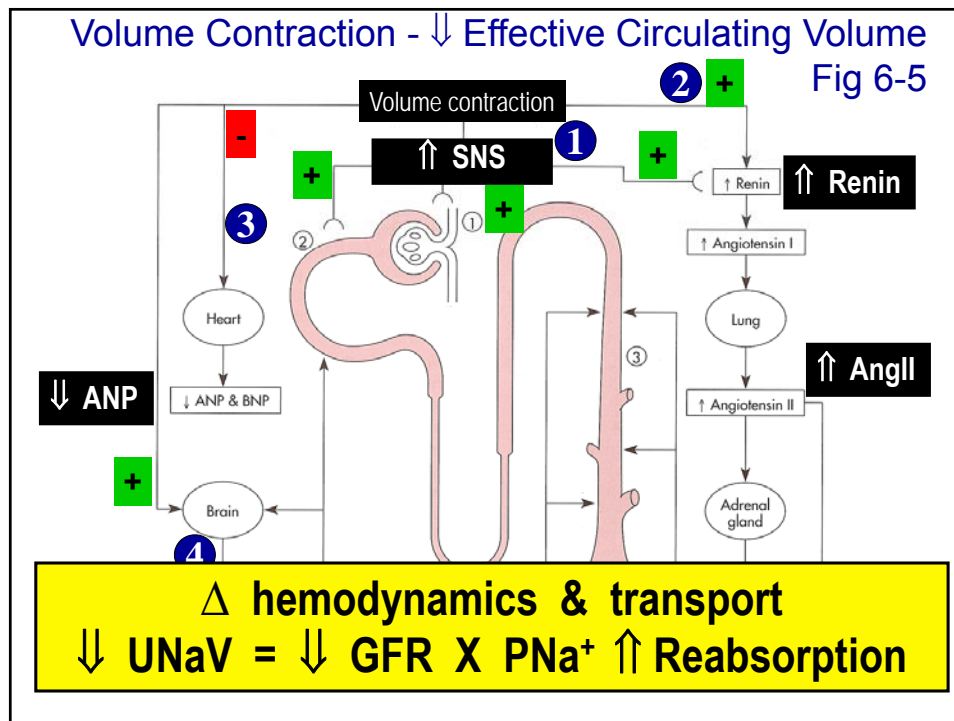 Volume Contraction - ⇓ Effective Circulating Volume
Fig 6-5
2
+
Volume contraction
-
1
⇑ SNS
+
+
+
↑ Renin
⇑ Renin
3
1
2
↑ Angiotensin I
Heart
Lung
3
⇑ AngII
⇓ ANP
↓ ANP & BNP
↑ Angiotensin II
+
Brain
Adrenal
gland
4
Δ hemodynamics & transport
⇓ UNaV = ⇓ GFR X PNa⁺ ⇑ Reabsorption